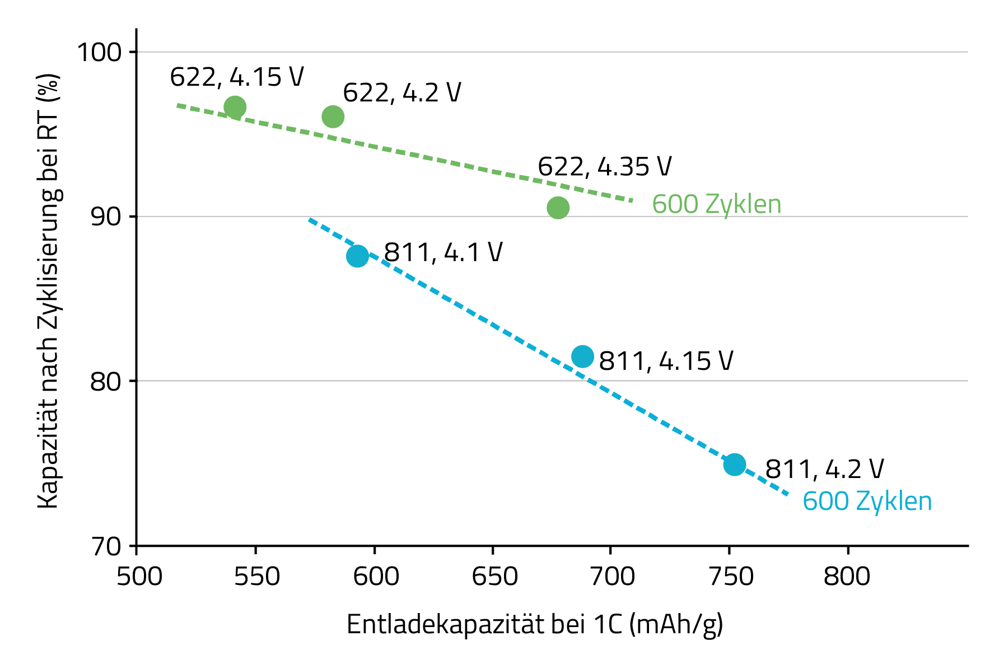 Kapazität nach Zyklisierung bei RT (%)
100
90
80
70
622, 4.15 V
622, 4.2 V
622, 4.35 V
600 Zyklen
811, 4.1 V
811, 4.15 V
811, 4.2 V
600 Zyklen
500 550 600 650 700 750 800
Entladekapazität bei 1C (mAh/g)